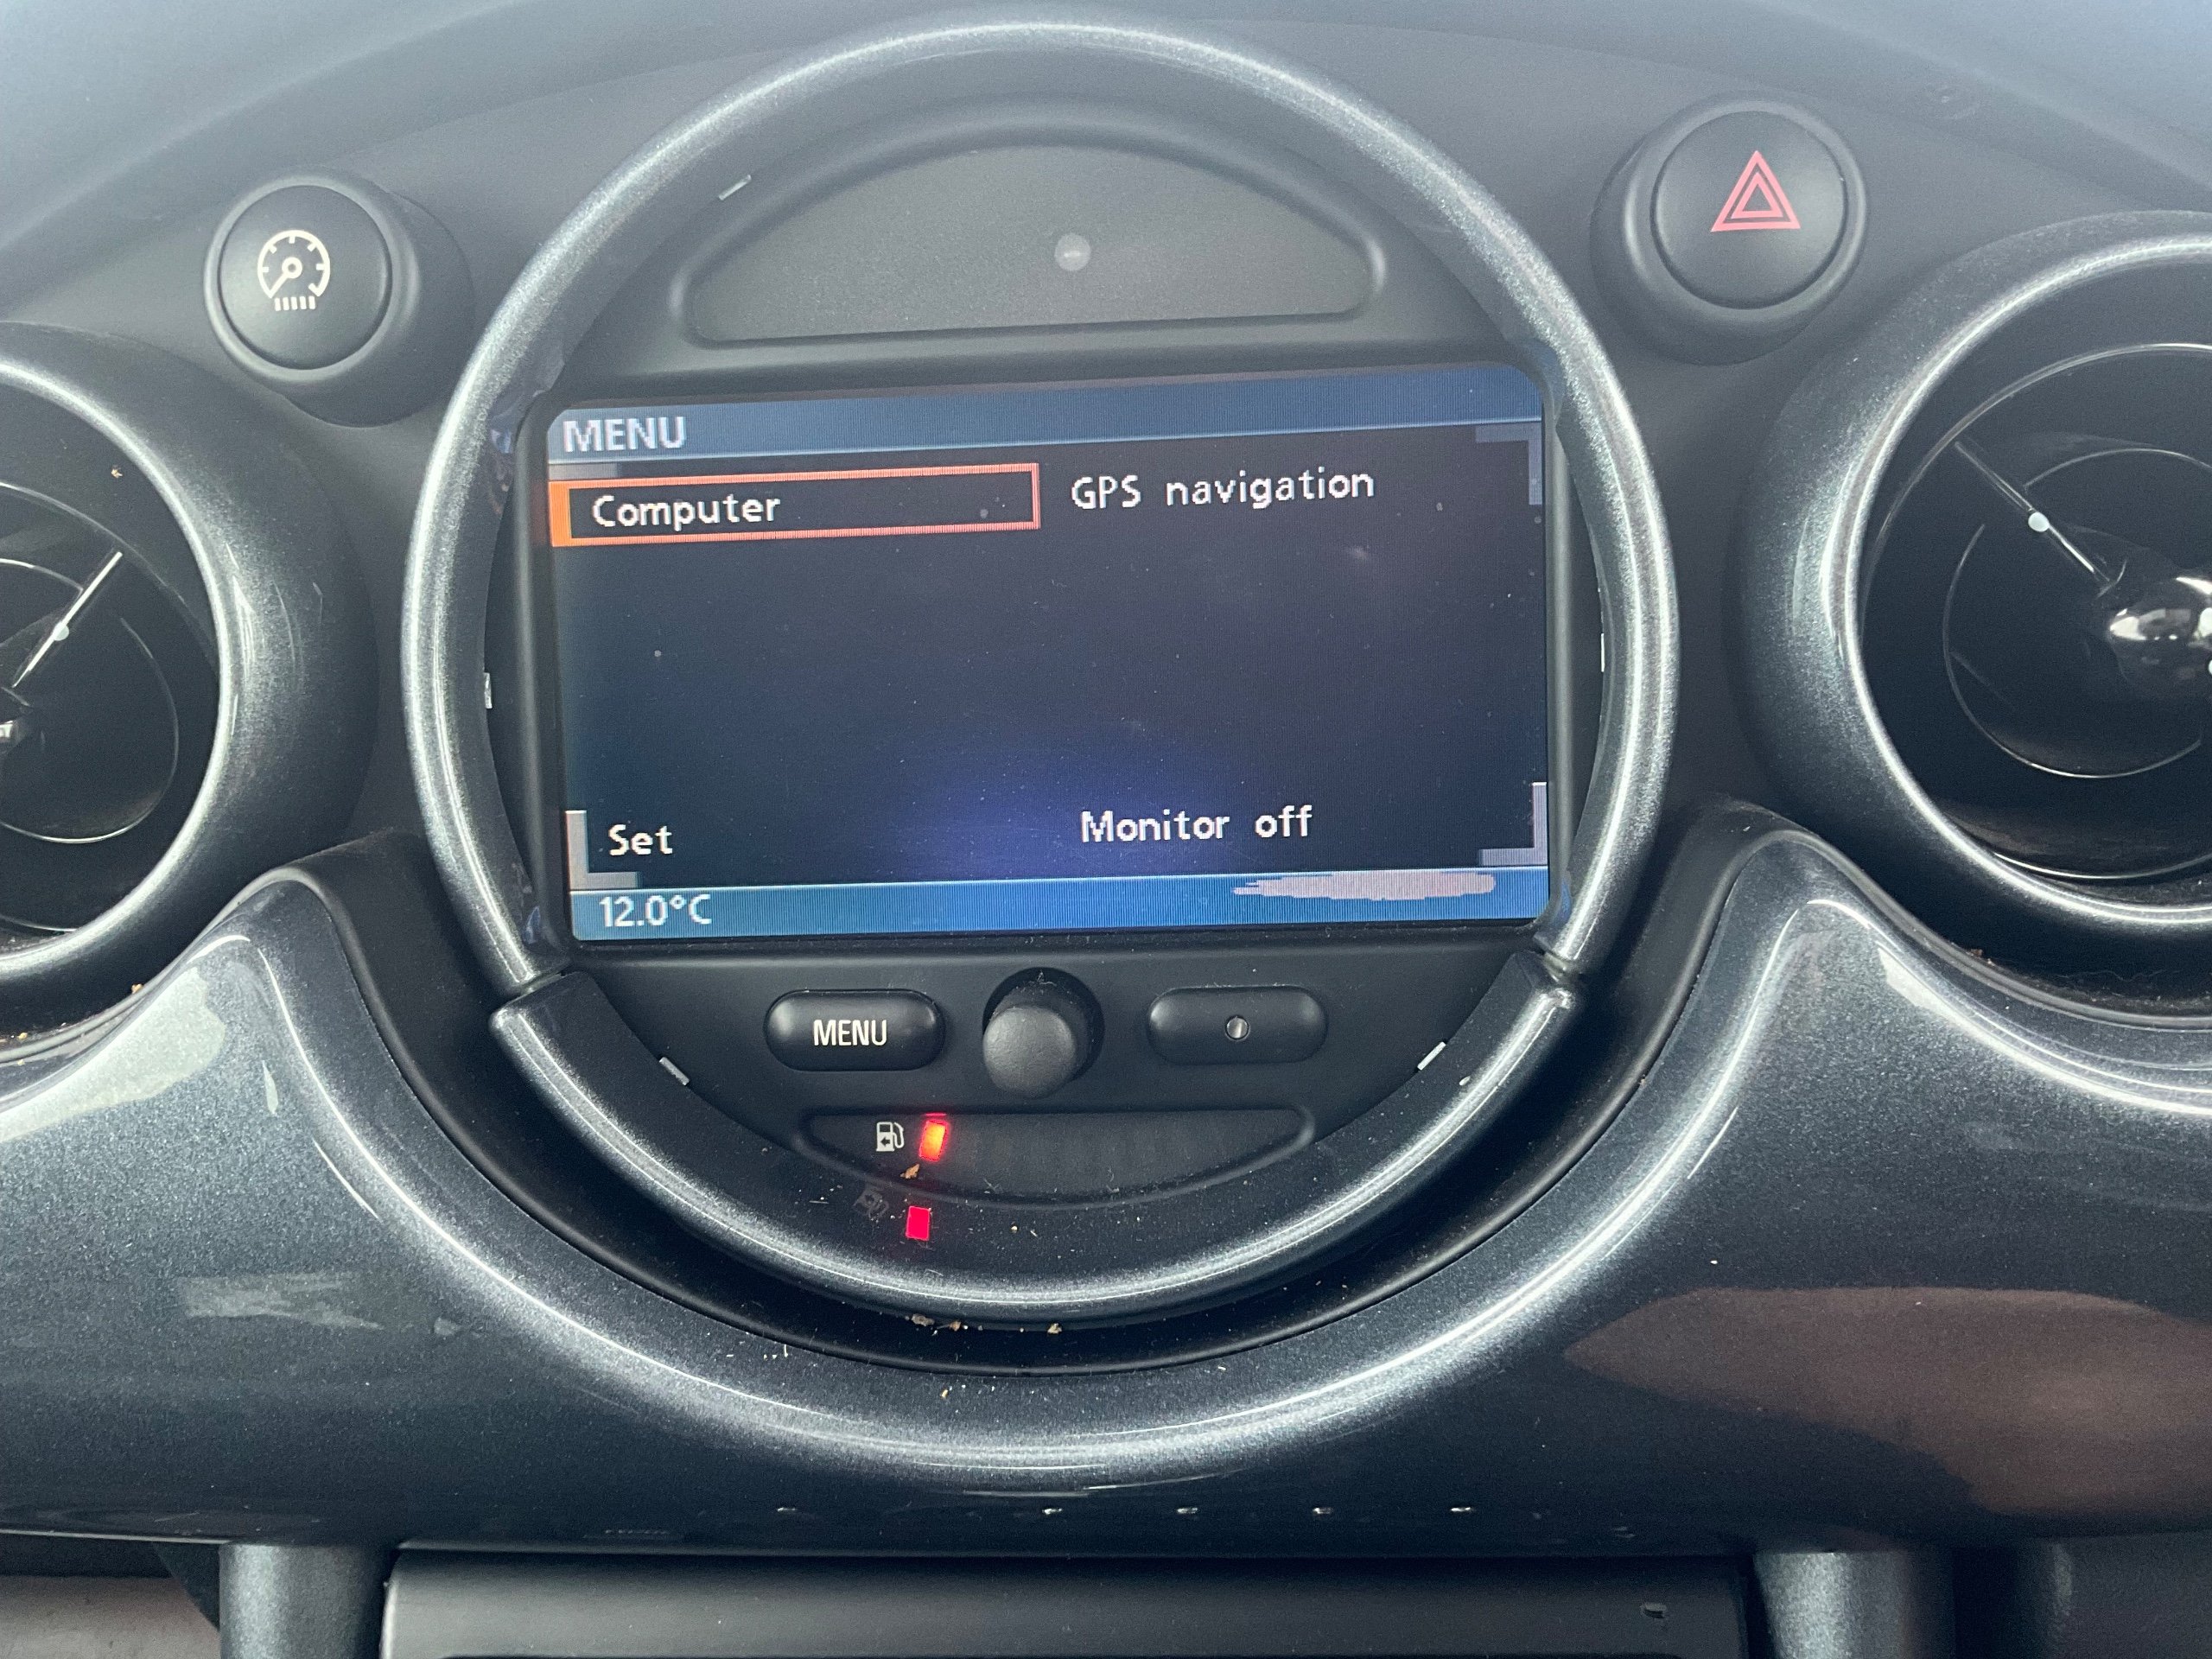 MENU
Computer GPS navigation
Set Monitor off
12.0°C
MENU